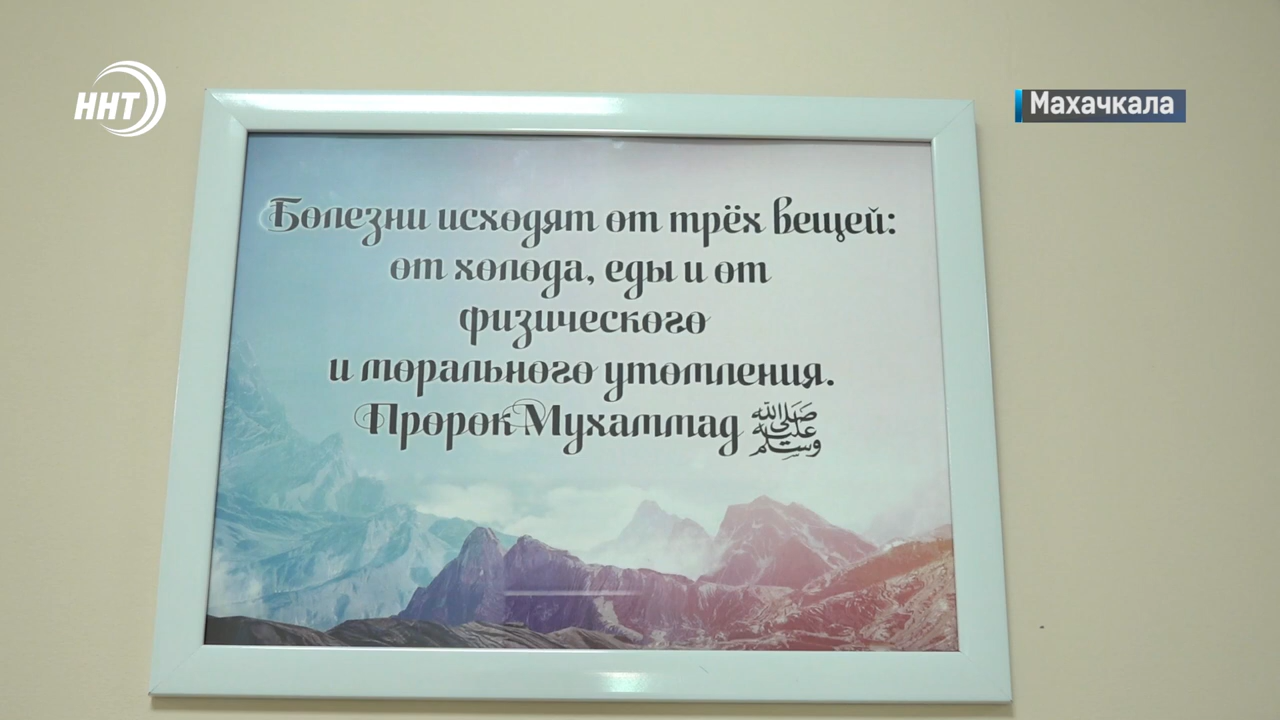 ННТ
Махачкала
Болезни исходят от трёх вещей:
от холода, еды и от
физического
и морального утомления.
Пророк Мухаммад ﷺ